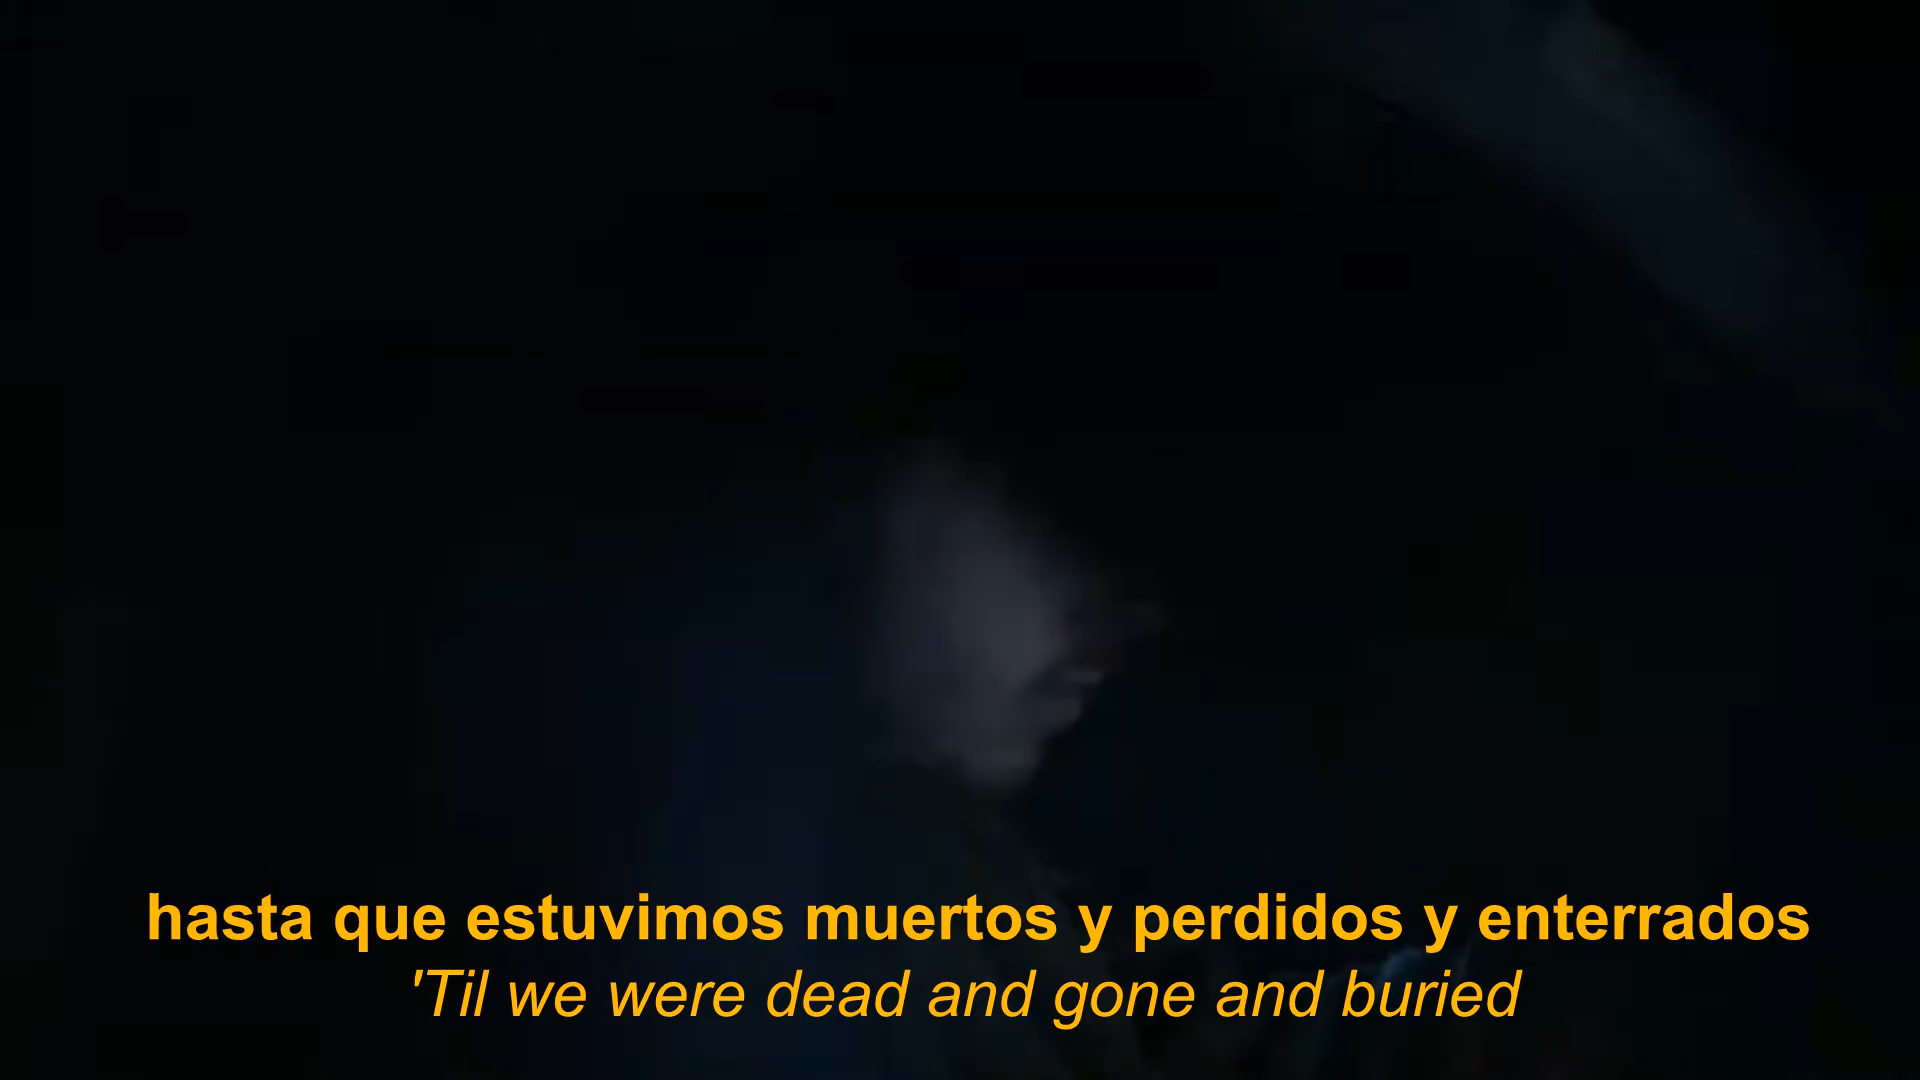 hasta que estuvimos muertos y perdidos y enterrados
'Til we were dead and gone and buried